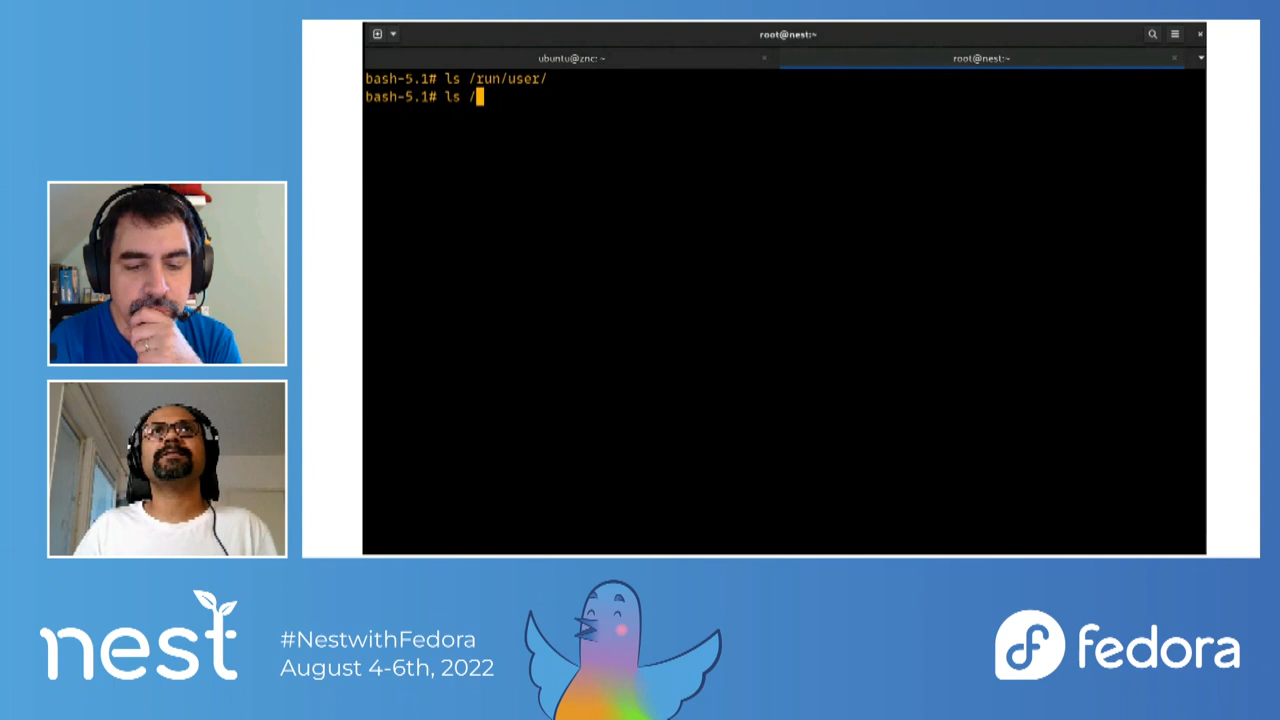 root@nest:~
ubuntu@znc: ~
root@nest:~
bash-5.1# ls /run/user/
bash-5.1# ls /
nest
#NestwithFedora
August 4-6th, 2022
fedora